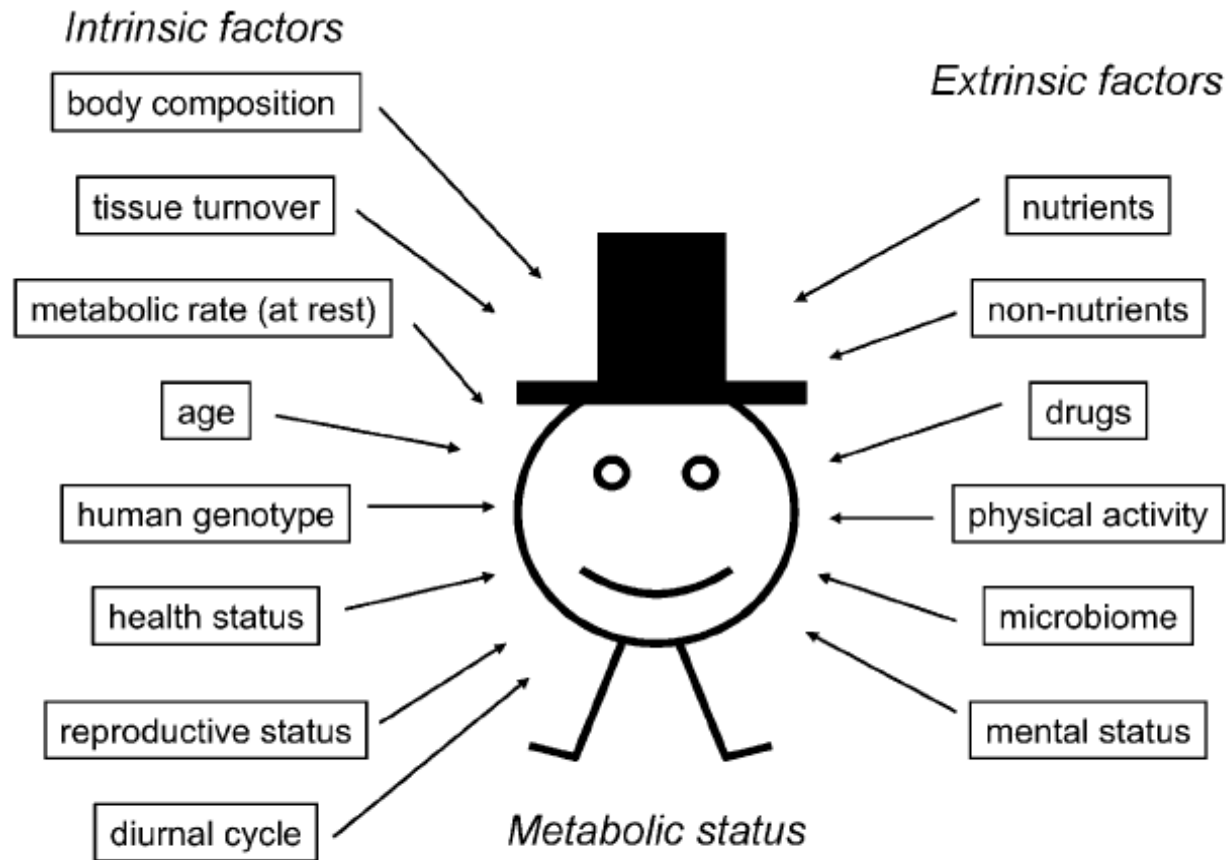 Intrinsic factors
body composition
tissue turnover
metabolic rate (at rest)
age
human genotype
health status
reproductive status
diurnal cycle
Extrinsic factors
nutrients
non-nutrients
drugs
physical activity
microbiome
mental status
Metabolic status